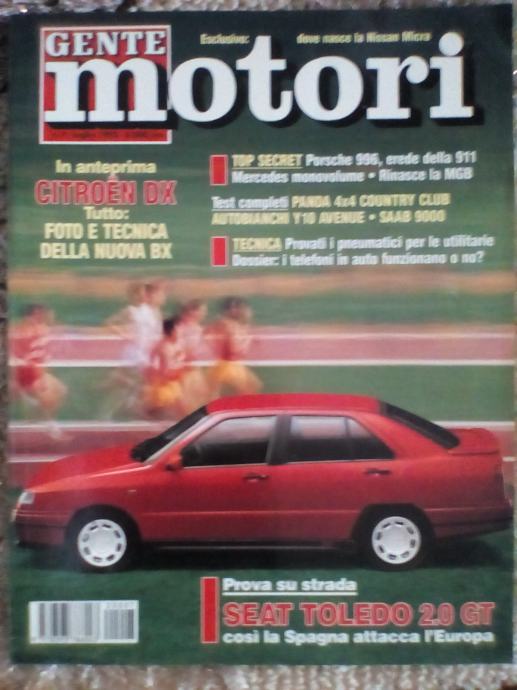 GENTE
motori
Esclusivo: dove nasce la Nissan Micra
In anteprima
CITROËN DX
Tutto:
FOTO E TECNICA
DELLA NUOVA BX
TOP SECRET Porsche 996, erede della 911
Mercedes monovolume • Rinasce la MGB
Test completi PANDA 4x4 COUNTRY CLUB
AUTOBIANCHI Y10 AVENUE • SAAB 9000
TECNICA Provati i pneumatici per le utilitarie
Dossier: i telefoni in auto funzionano o no?
Prova su strada
SEAT TOLEDO 2.0 GT
così la Spagna attacca l'Europa